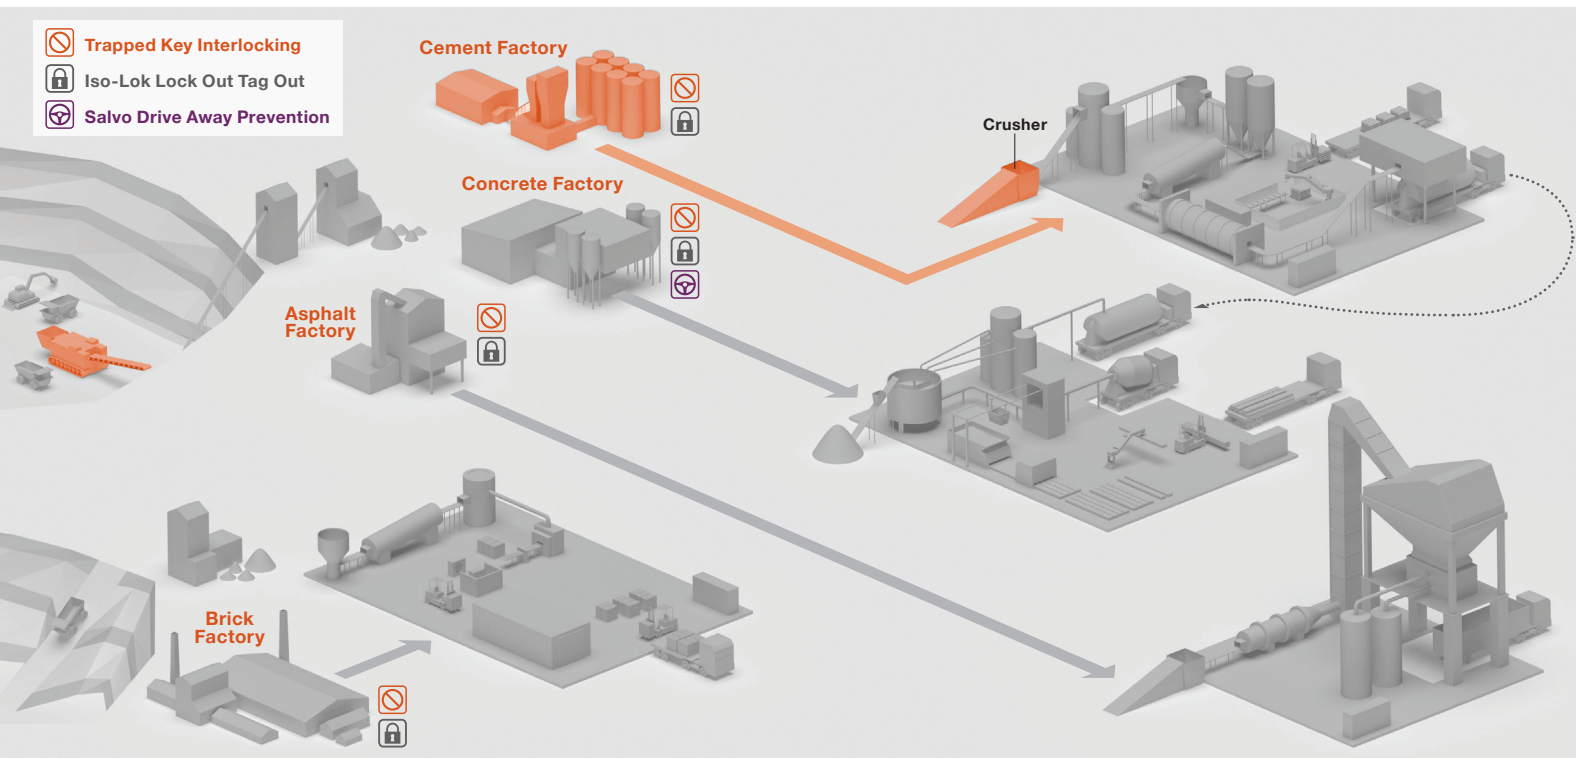 Trapped Key Interlocking
Iso-Lok Lock Out Tag Out
Salvo Drive Away Prevention
Cement Factory
Crusher
Concrete Factory
Asphalt
Factory
Brick
Factory